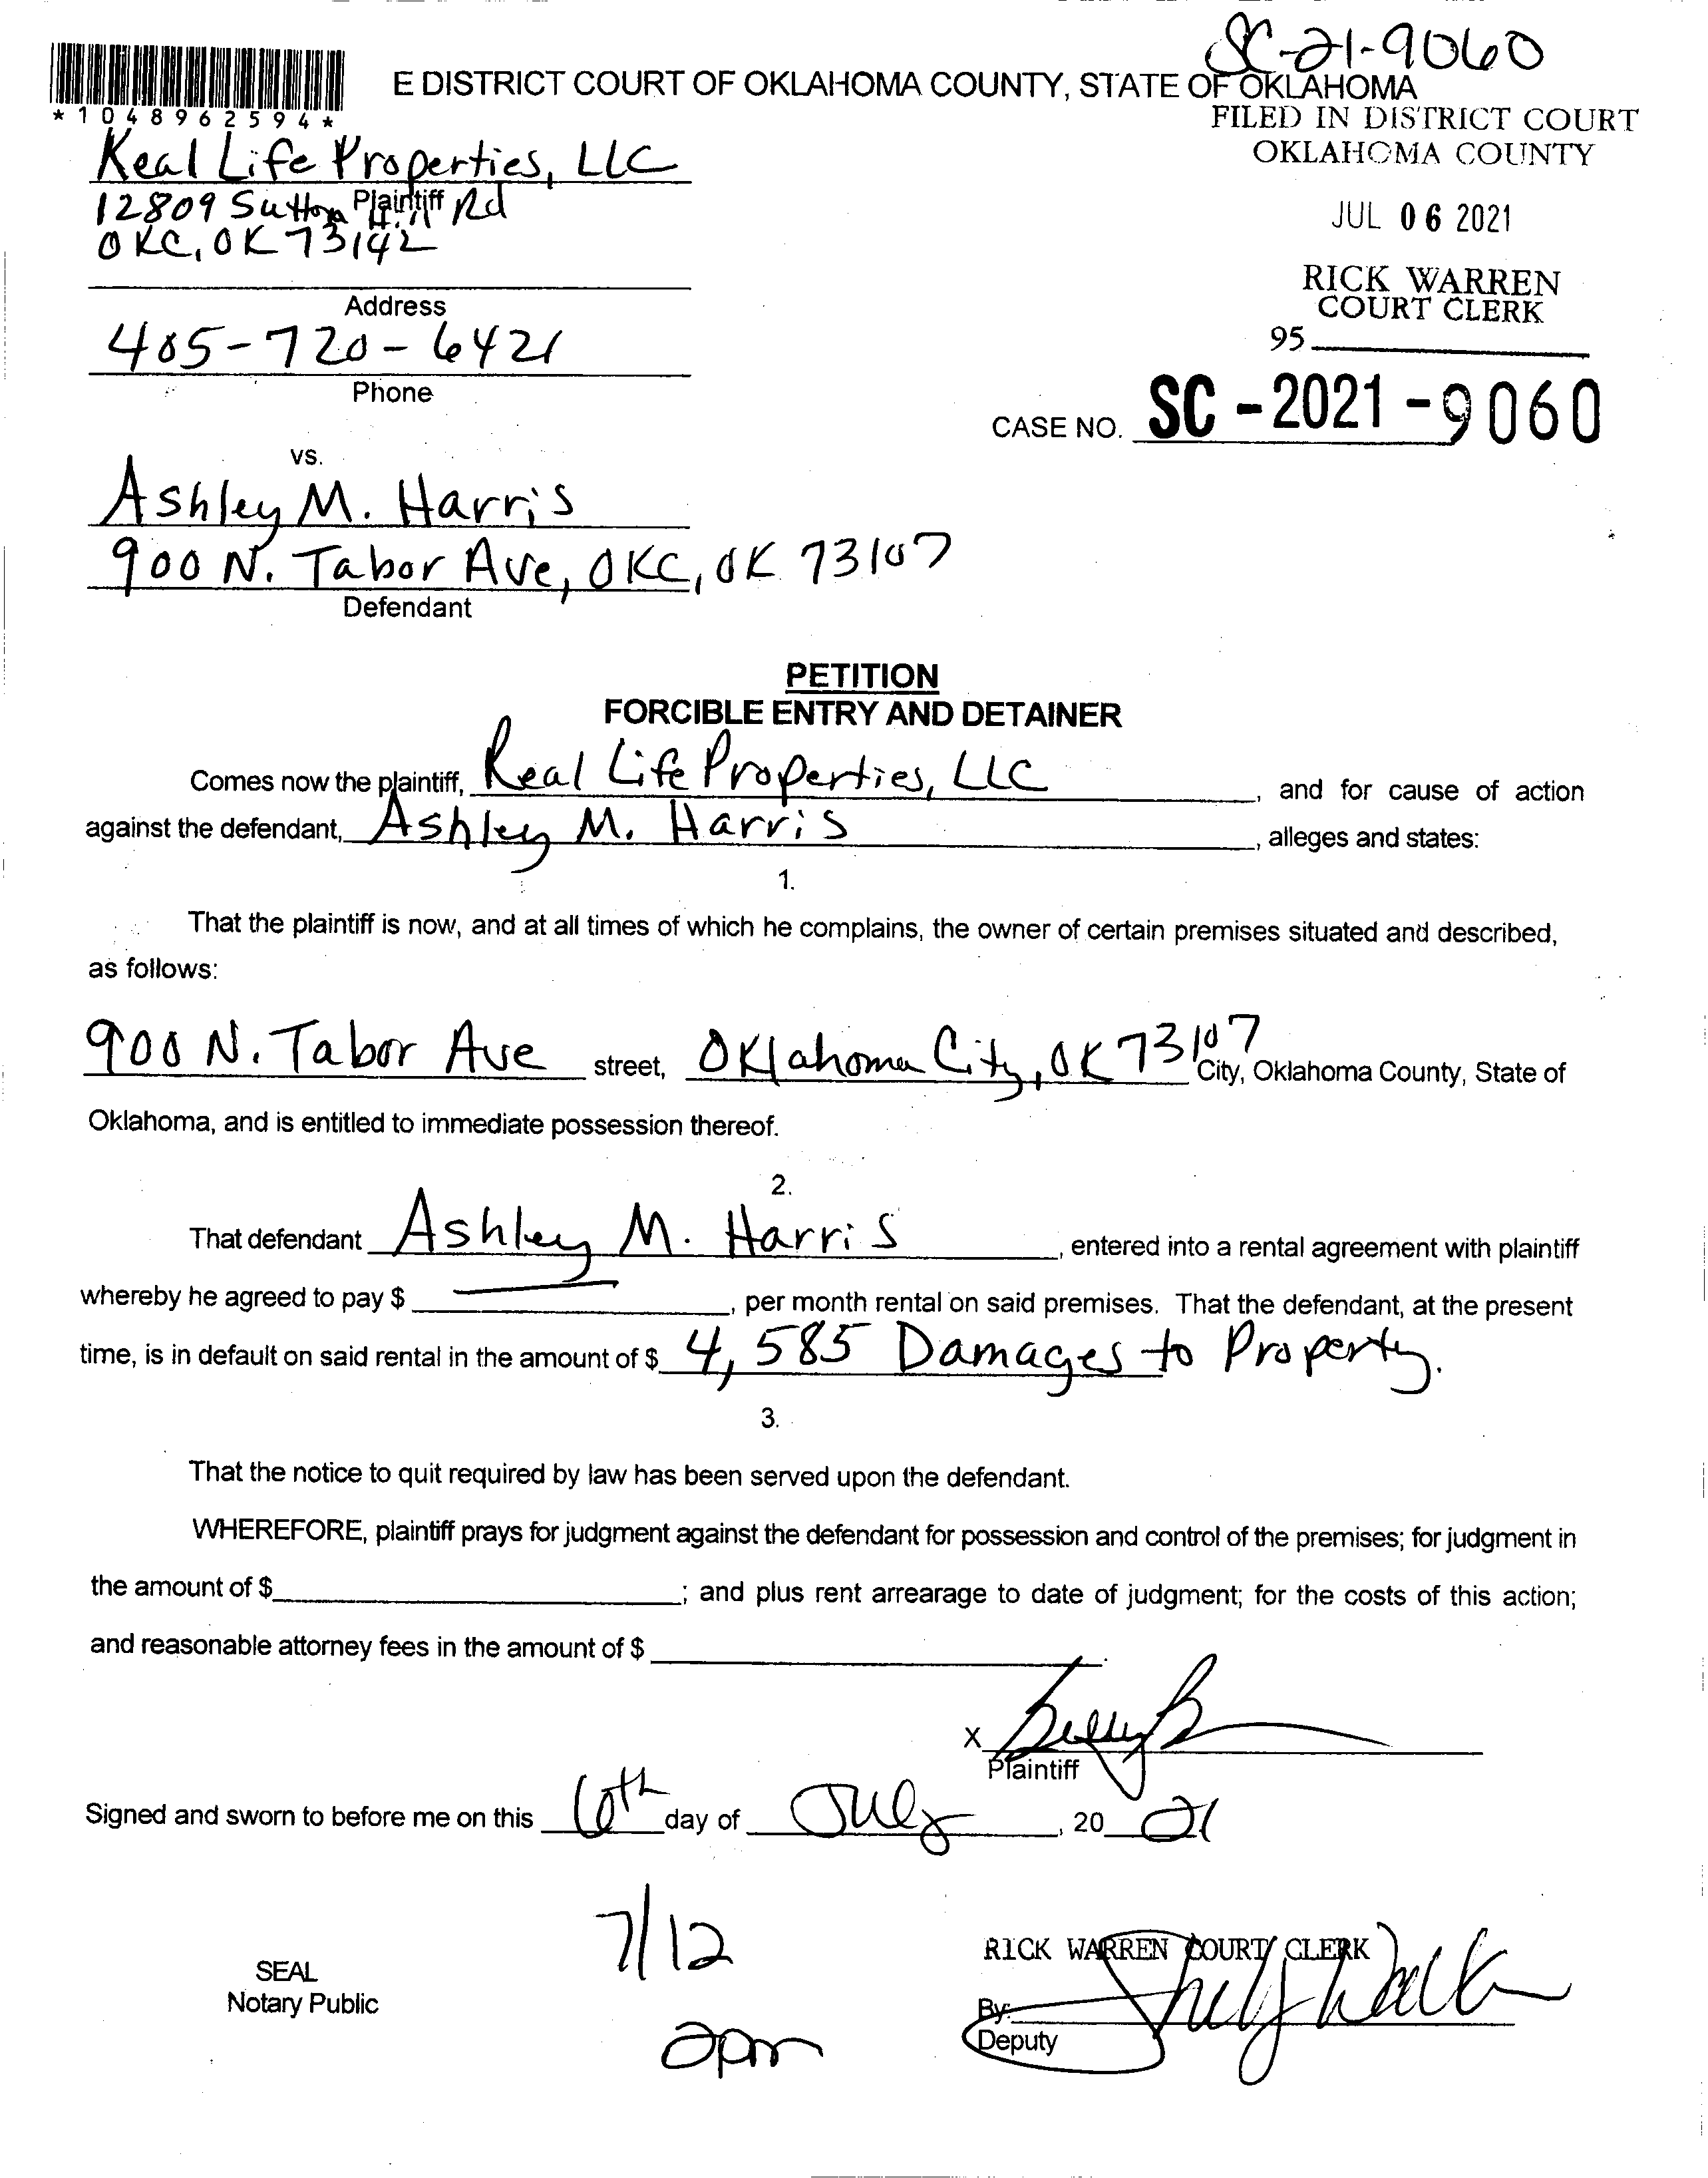 SC-21-9060
E DISTRICT COURT OF OKLAHOMA COUNTY, STATE OF OKLAHOMA
*1048962594*
FILED IN DISTRICT COURT
OKLAHOMA COUNTY
JUL 06 2021
RICK WARREN
COURT CLERK
95
Real Life Properties, LLC
Plaintiff
12809 Sutton Hill Rd
OKC, OK 73142
Address
405-720-6421
Phone
CASE NO. SC-2021-9060
vs.
Ashley M. Harris
900 N. Tabor Ave, OKC, OK 73107
Defendant
PETITION
FORCIBLE ENTRY AND DETAINER
Comes now the plaintiff, Real Life Properties, LLC, and for cause of action
against the defendant, Ashley M. Harris, alleges and states:
1.
That the plaintiff is now, and at all times of which he complains, the owner of certain premises situated and described,
as follows:
900 N. Tabor Ave street, Oklahoma City, OK 73107 City, Oklahoma County, State of
Oklahoma, and is entitled to immediate possession thereof.
2.
That defendant Ashley M. Harris, entered into a rental agreement with plaintiff
whereby he agreed to pay $ —, per month rental on said premises. That the defendant, at the present
time, is in default on said rental in the amount of $ 4,585 Damages to Property.
3.
That the notice to quit required by law has been served upon the defendant.
WHEREFORE, plaintiff prays for judgment against the defendant for possession and control of the premises; for judgment in
the amount of $ ; and plus rent arrearage to date of judgment; for the costs of this action;
and reasonable attorney fees in the amount of $ .
X
Plaintiff
Signed and sworn to before me on this 6th day of July, 20 21
7/12
2pm
SEAL
Notary Public
RICK WARREN COURT CLERK
By:
Deputy